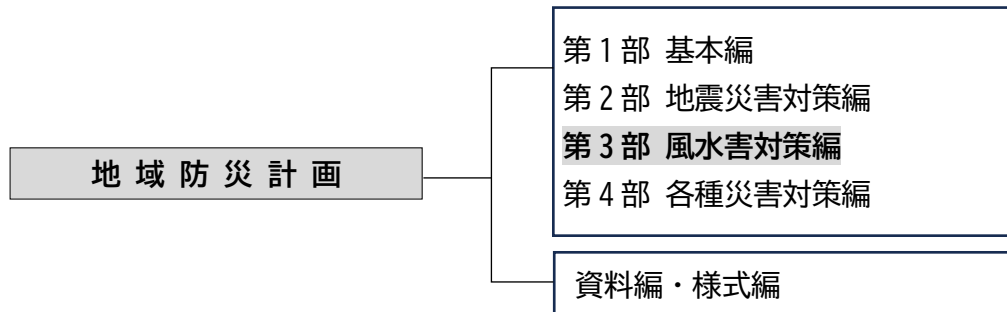 地 域 防 災 計 画
第1部 基本編
第2部 地震災害対策編
第3部 風水害対策編
第4部 各種災害対策編
資料編・様式編